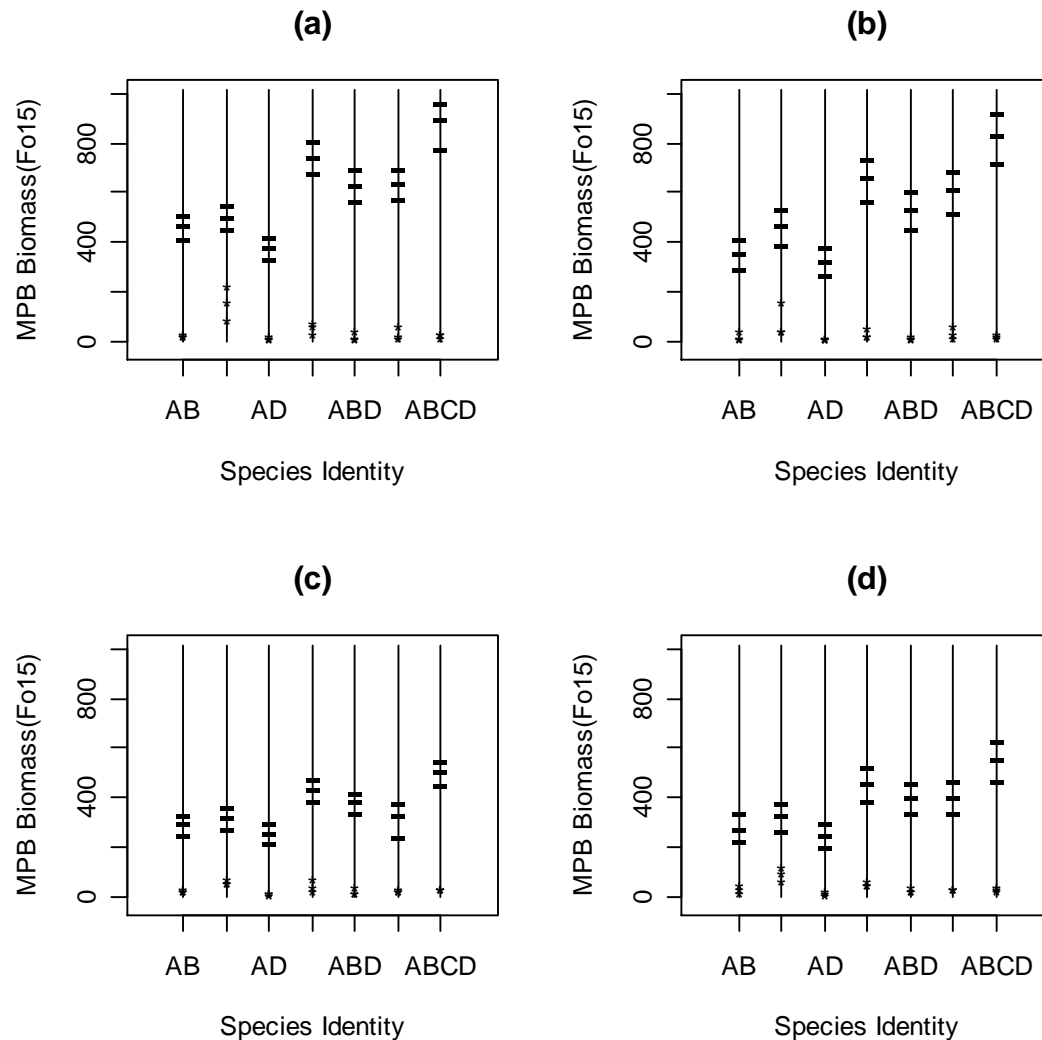 (a)
MPB Biomass(Fo15)
800
400
0
AB AD ABD ABCD
Species Identity
(b)
MPB Biomass(Fo15)
800
400
0
AB AD ABD ABCD
Species Identity
(c)
MPB Biomass(Fo15)
800
400
0
AB AD ABD ABCD
Species Identity
(d)
MPB Biomass(Fo15)
800
400
0
AB AD ABD ABCD
Species Identity